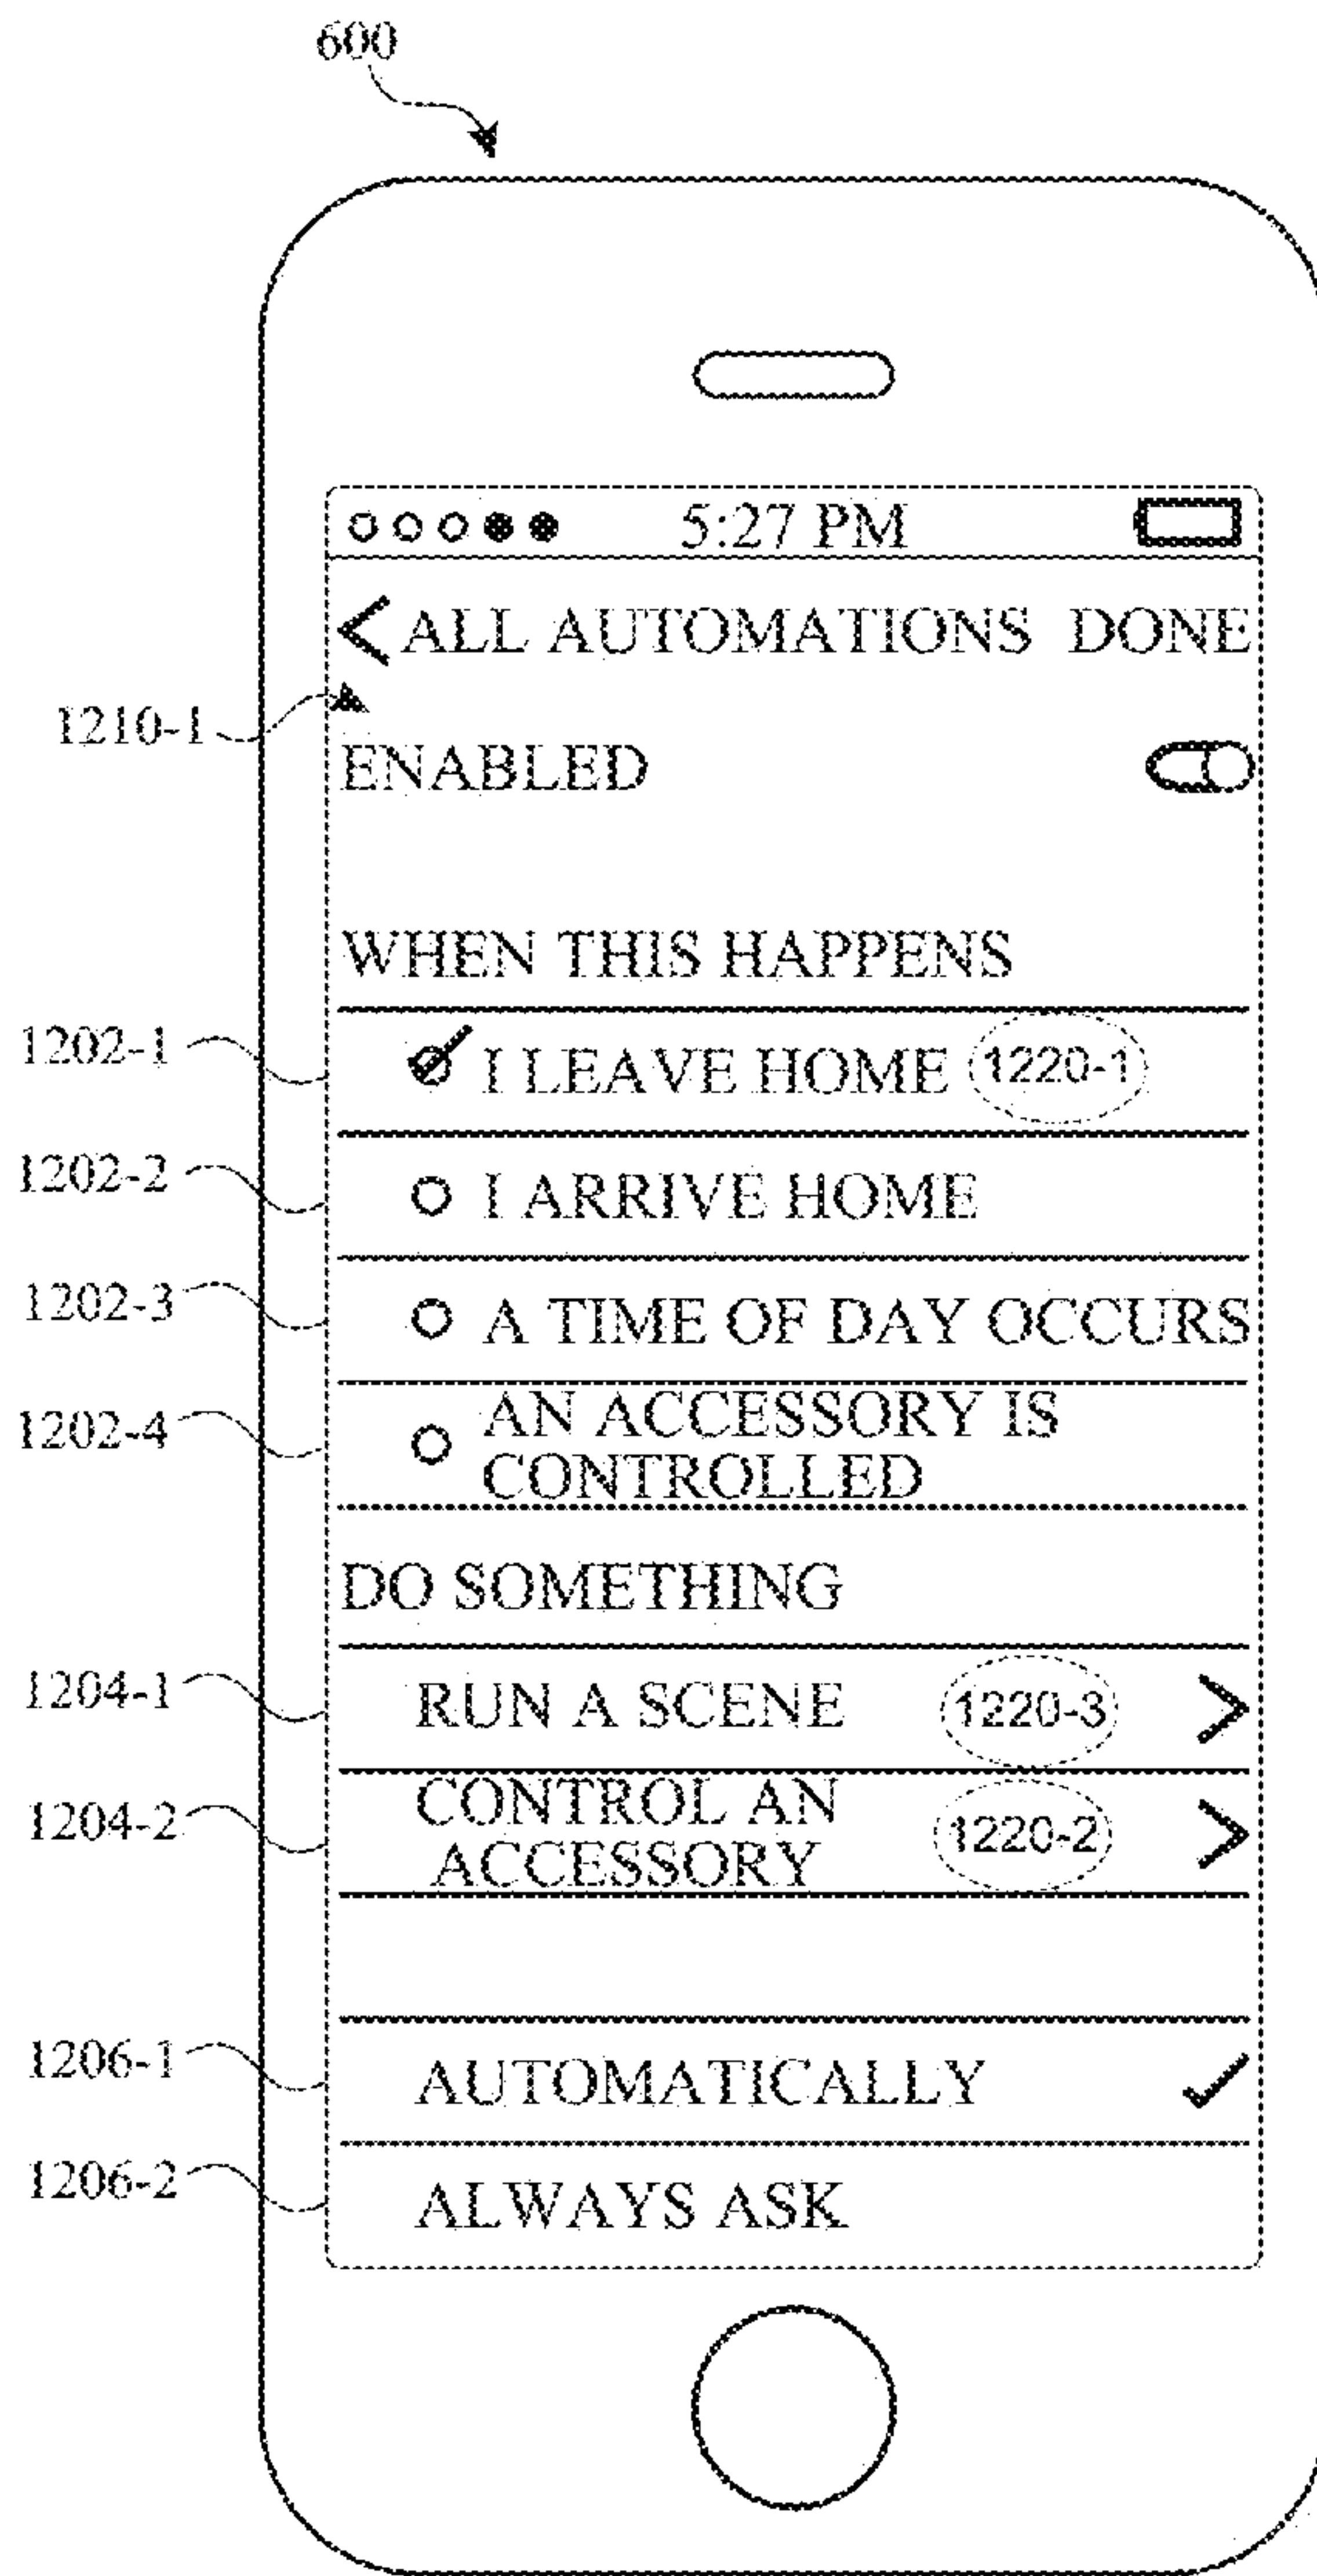 600
5:27 PM
< ALL AUTOMATIONS DONE
1210-1
ENABLED
WHEN THIS HAPPENS
1202-1 I LEAVE HOME 1220-1
1202-2 I ARRIVE HOME
1202-3 A TIME OF DAY OCCURS
1202-4 AN ACCESSORY IS
CONTROLLED
DO SOMETHING
1204-1 RUN A SCENE 1220-3 >
1204-2 CONTROL AN
ACCESSORY 1220-2 >
1206-1 AUTOMATICALLY
1206-2 ALWAYS ASK